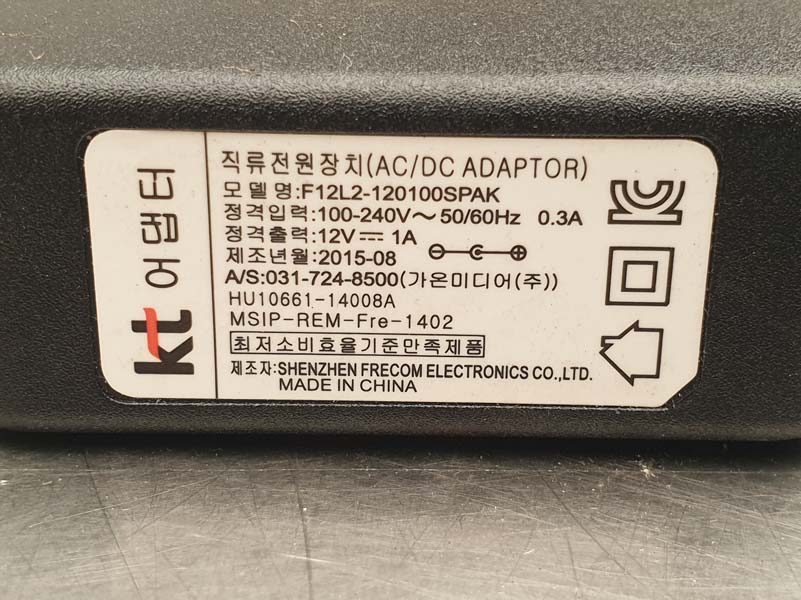 kt 어댑터
직류전원장치(AC/DC ADAPTOR)
모델명:F12L2-120100SPAK
정격입력:100-240V~50/60Hz 0.3A
정격출력:12V⎓1A
제조년월:2015-08
A/S:031-724-8500(가온미디어(주))
HU10661-14008A
MSIP-REM-Fre-1402
최저소비효율기준만족제품
제조자:SHENZHEN FRECOM ELECTRONICS CO.,LTD.
MADE IN CHINA